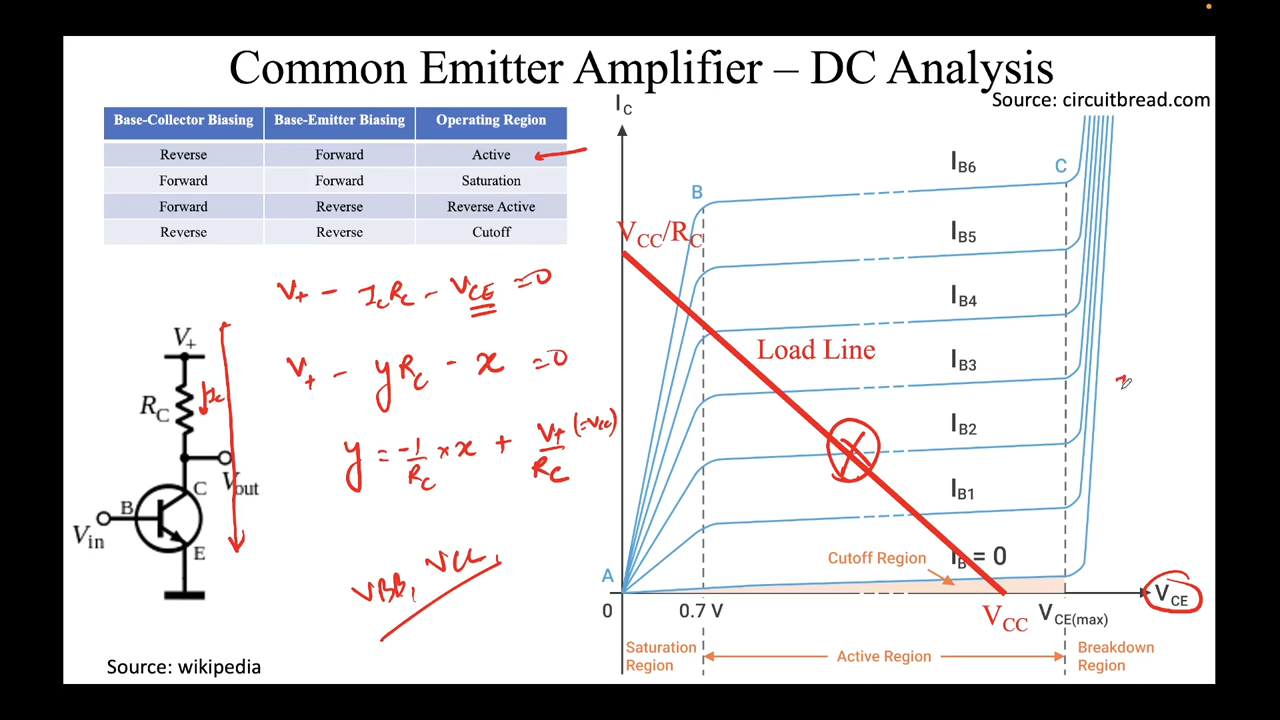 Common Emitter Amplifier – DC Analysis
Source: circuitbread.com
Base-Collector Biasing Base-Emitter Biasing Operating Region
Reverse Forward Active
Forward Forward Saturation
Forward Reverse Reverse Active
Reverse Reverse Cutoff
V+ - IcRc - VCE = 0
V+ - yRc - x = 0
y = -1/Rc × x + V+/Rc (=Vcc)
VBB, VCC,
V+
RC
Ic
Vout
C
B
Vin
E
Source: wikipedia
IC
B
C
IB6
VCC/RC
IB5
IB4
Load Line
IB3
IB2
IB1
Cutoff Region
IB = 0
A
0
0.7 V
VCC
VCE(max)
VCE
Saturation Region
Active Region
Breakdown Region